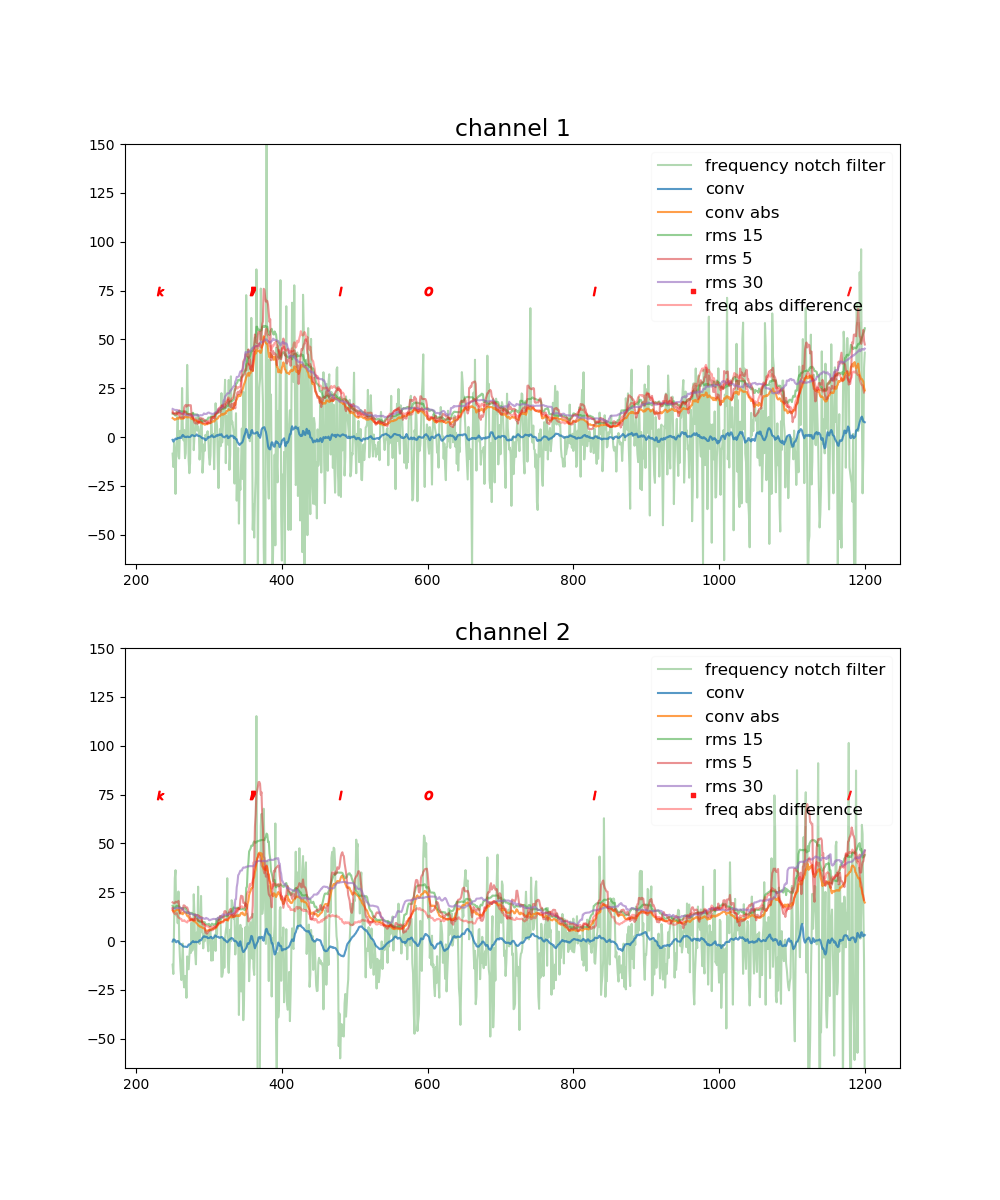 channel 1
150
125
100
75
50
25
0
−25
−50
frequency notch filter
conv
conv abs
rms 15
rms 5
rms 30
freq abs difference
k l o l
200 400 600 800 1000 1200
channel 2
150
125
100
75
50
25
0
−25
−50
frequency notch filter
conv
conv abs
rms 15
rms 5
rms 30
freq abs difference
k l o l
200 400 600 800 1000 1200